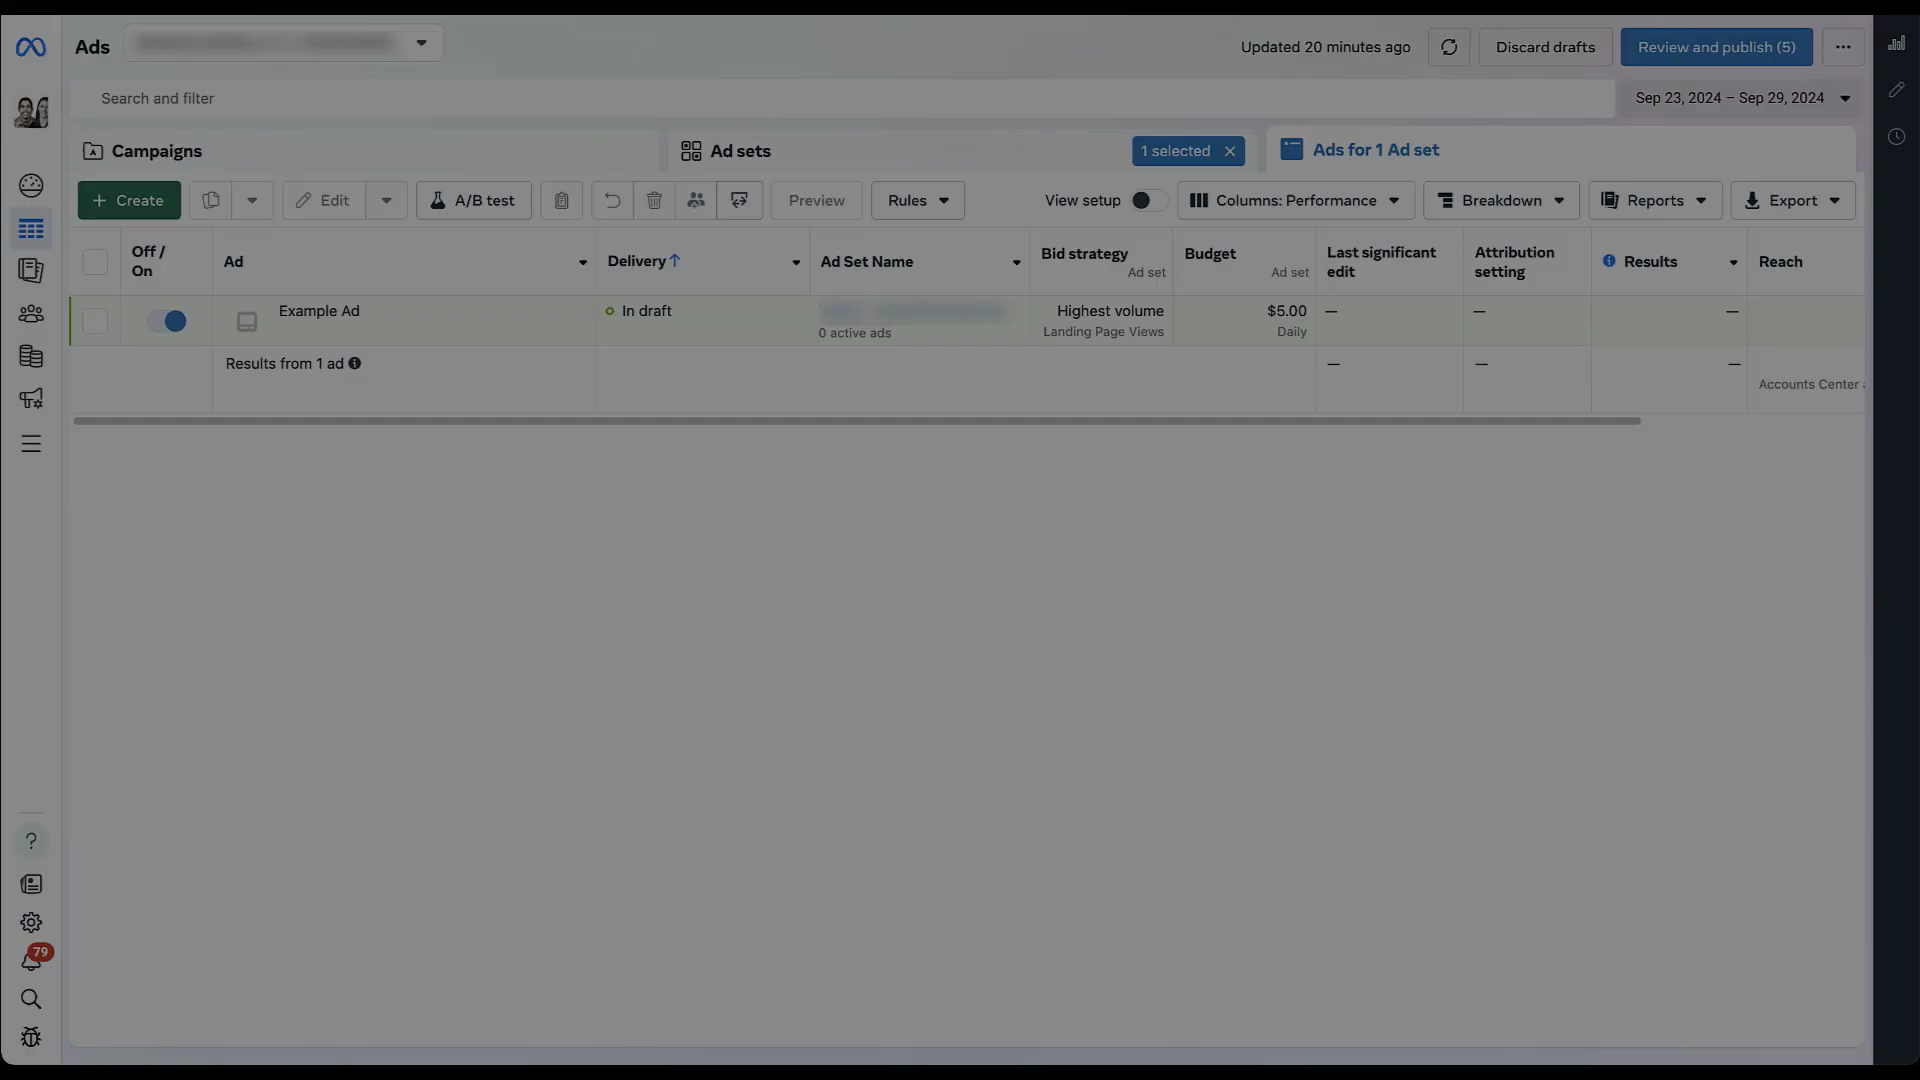 Ads
Updated 20 minutes ago
Discard drafts
Review and publish (5)
Search and filter
Sep 23, 2024 – Sep 29, 2024
Campaigns
Ad sets
1 selected
Ads for 1 Ad set
Create
Edit
A/B test
Preview
Rules
View setup
Columns: Performance
Breakdown
Reports
Export
Off /
On
Ad
Delivery
Ad Set Name
Bid strategy
Ad set
Budget
Ad set
Last significant
edit
Attribution
setting
Results
Reach
Example Ad
In draft
0 active ads
Highest volume
Landing Page Views
$5.00
Daily
—
—
—
Results from 1 ad
—
—
—
Accounts Center
79